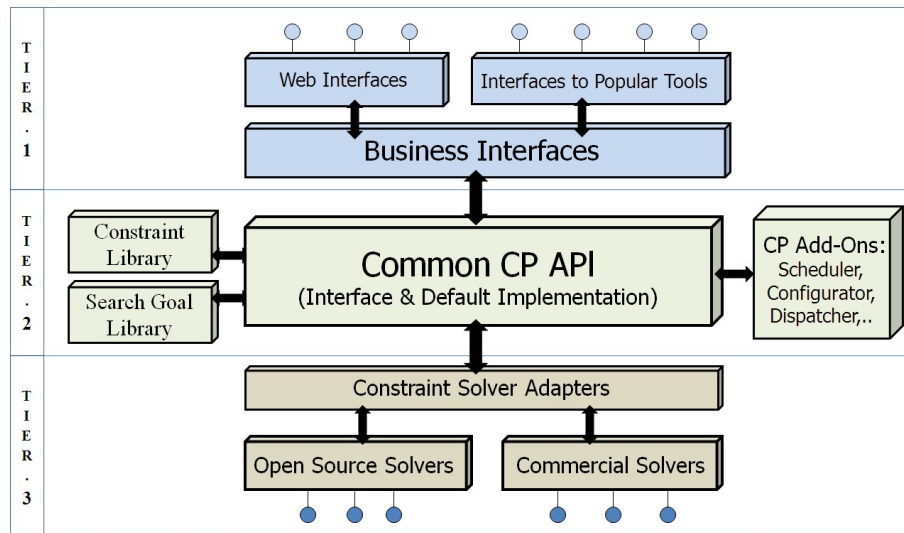 T
I
E
R
.
1
Web Interfaces
Interfaces to Popular Tools
Business Interfaces
T
I
E
R
.
2
Constraint
Library
Search Goal
Library
Common CP API
(Interface & Default Implementation)
CP Add-Ons:
Scheduler,
Configurator,
Dispatcher,..
T
I
E
R
.
3
Constraint Solver Adapters
Open Source Solvers
Commercial Solvers